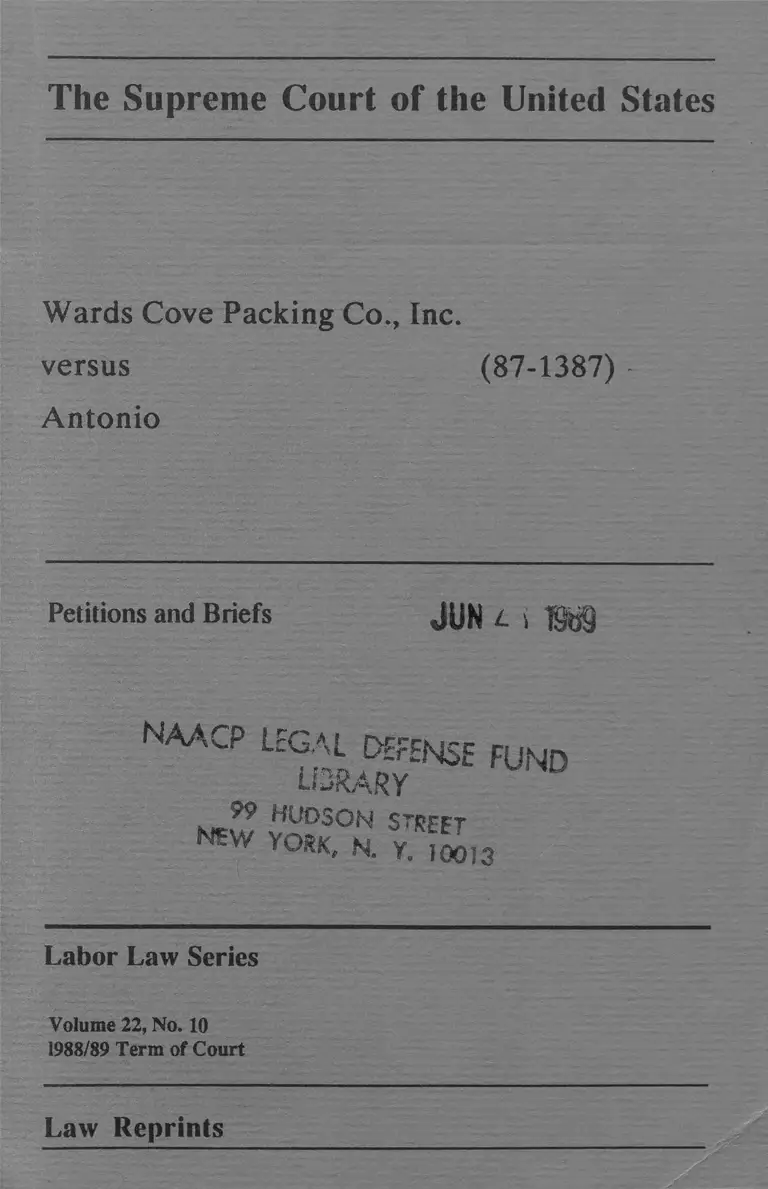 The Supreme Court of the United States
Wards Cove Packing Co., Inc.
versus (87-1387)
Antonio
Petitions and Briefs JUN 1989
NAACP LEGAL DEFENSE FUND
LIBRARY
99 HUDSON STREET
NEW YORK, N. Y. 10013
Labor Law Series
Volume 22, No. 10
1988/89 Term of Court
Law Reprints